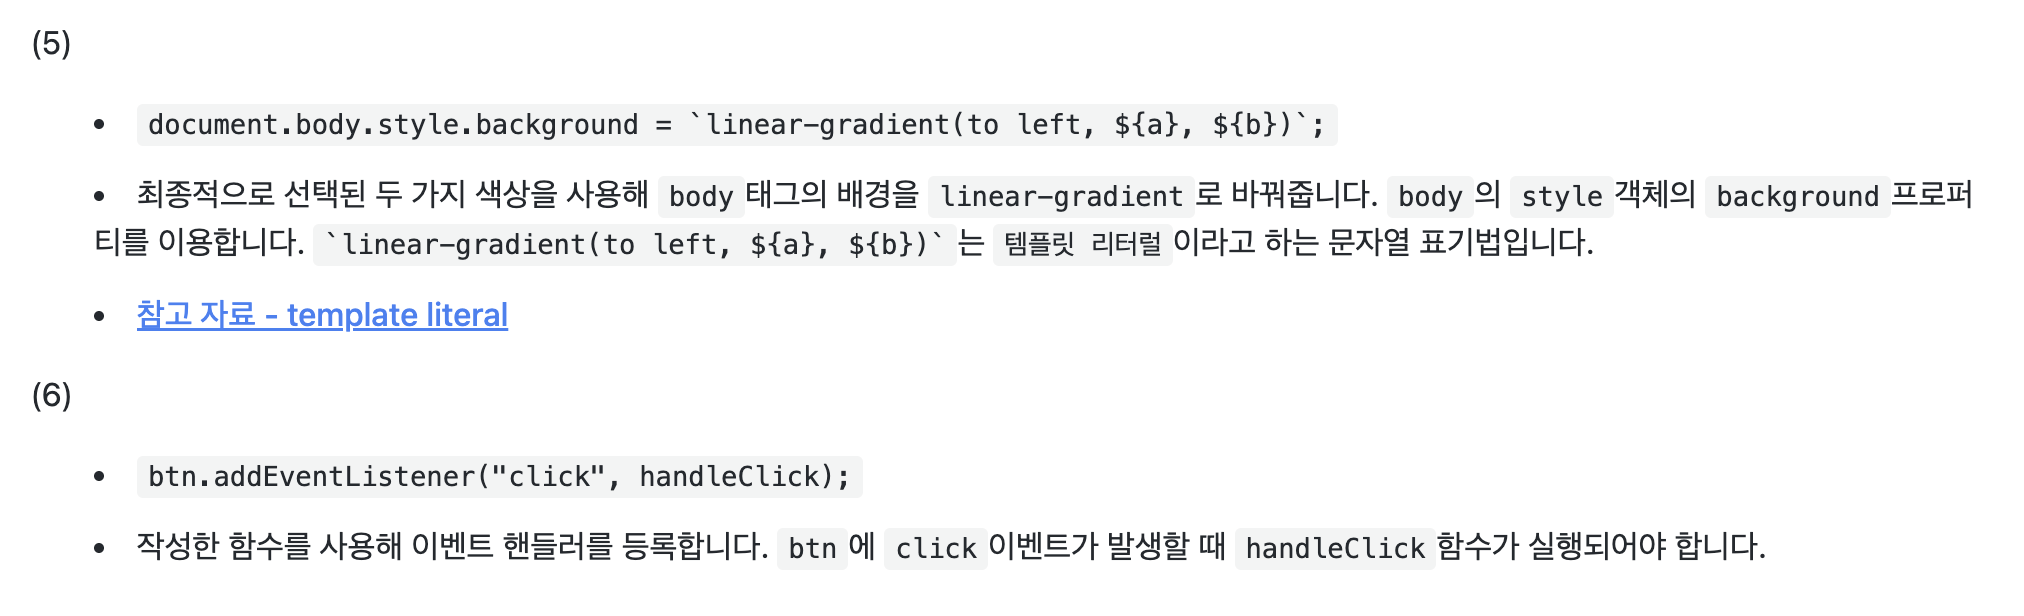 (5)
• document.body.style.background = `linear-gradient(to left, ${a}, ${b})`;
• 최종적으로 선택된 두 가지 색상을 사용해 body 태그의 배경을 linear-gradient 로 바꿔줍니다. body 의 style 객체의 background 프로퍼
티를 이용합니다. `linear-gradient(to left, ${a}, ${b})` 는 템플릿 리터럴 이라고 하는 문자열 표기법입니다.
• 참고 자료 - template literal
(6)
• btn.addEventListener("click", handleClick);
• 작성한 함수를 사용해 이벤트 핸들러를 등록합니다. btn 에 click 이벤트가 발생할 때 handleClick 함수가 실행되어야 합니다.